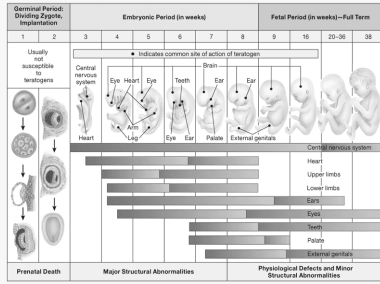 Germinal Period:
Dividing Zygote,
Implantation
Embryonic Period (in weeks)
Fetal Period (in weeks)—Full Term
1
2
3
4
5
6
7
8
9
16
20–36
38
Usually
not
susceptible
to
teratogens
• Indicates common site of action of teratogen
Central
nervous
system
Eye
Heart
Eye
Teeth
Brain
Ear
Ear
Heart
Arm
Leg
Eye
Ear
Palate
External genitals
Central nervous system
Heart
Upper limbs
Lower limbs
Ears
Eyes
Teeth
Palate
External genitals
Prenatal Death
Major Structural Abnormalities
Physiological Defects and Minor
Structural Abnormalities